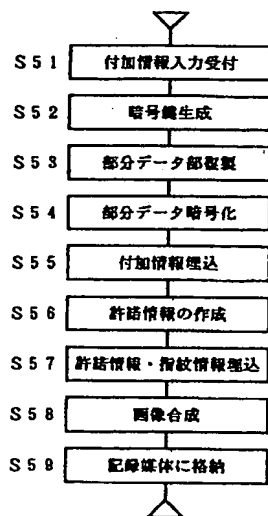 S51 付加情報入力受付
S52 暗号鍵生成
S53 部分データ部複製
S54 部分データ暗号化
S55 付加情報埋込
S56 許諾情報の作成
S57 許諾情報・指紋情報埋込
S58 画像合成
S59 記録媒体に格納